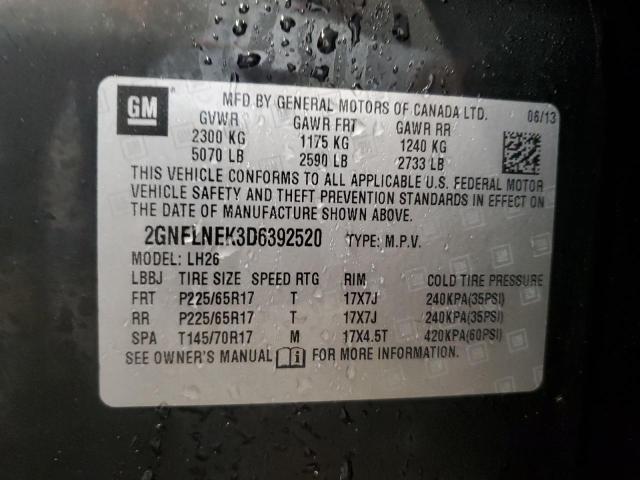 GM
MFD BY GENERAL MOTORS OF CANADA LTD. 06/13
GVWR GAWR FRT GAWR RR
2300 KG 1175 KG 1240 KG
5070 LB 2590 LB 2733 LB
THIS VEHICLE CONFORMS TO ALL APPLICABLE U.S. FEDERAL MOTOR
VEHICLE SAFETY AND THEFT PREVENTION STANDARDS IN EFFECT ON
THE DATE OF MANUFACTURE SHOWN ABOVE.
2GNFLNEK3D6392520 TYPE: M.P.V.
MODEL: LH26
LBBJ TIRE SIZE SPEED RTG RIM COLD TIRE PRESSURE
FRT P225/65R17 T 17X7J 240KPA(35PSI)
RR P225/65R17 T 17X7J 240KPA(35PSI)
SPA T145/70R17 M 17X4.5T 420KPA(60PSI)
SEE OWNER'S MANUAL i FOR MORE INFORMATION.